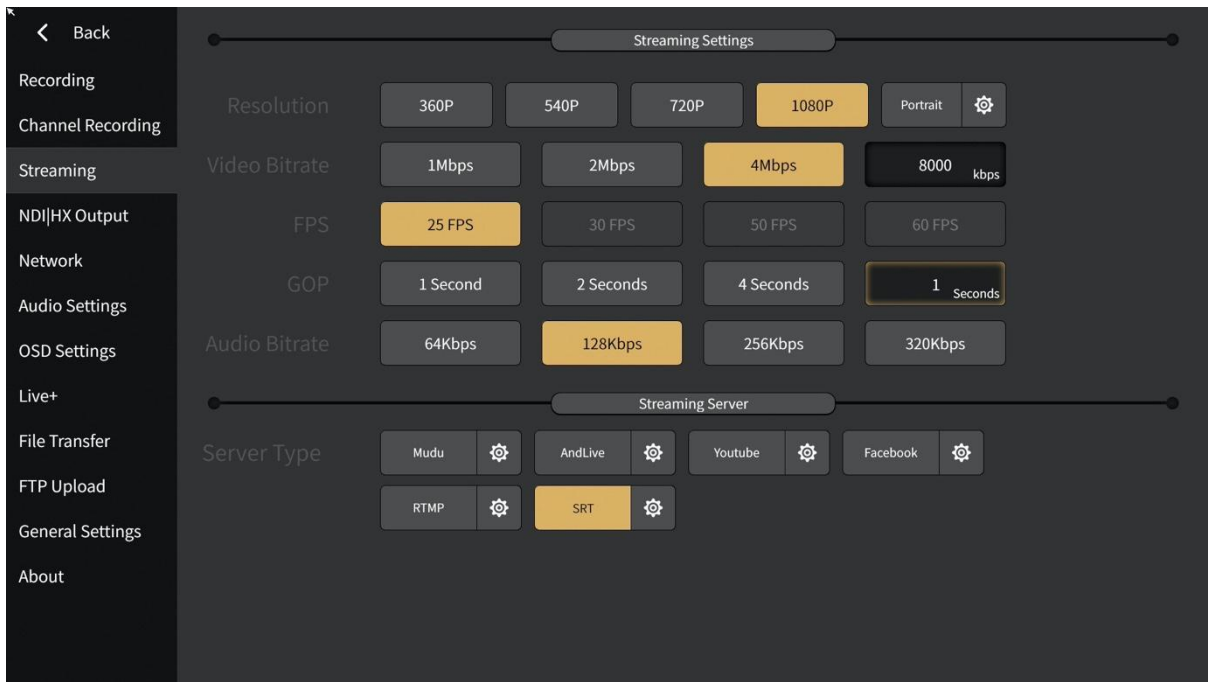 Back
Recording
Channel Recording
Streaming
NDI|HX Output
Network
Audio Settings
OSD Settings
Live+
File Transfer
FTP Upload
General Settings
About
Streaming Settings
Resolution 360P 540P 720P 1080P Portrait
Video Bitrate 1Mbps 2Mbps 4Mbps 8000 kbps
FPS 25 FPS 30 FPS 50 FPS 60 FPS
GOP 1 Second 2 Seconds 4 Seconds 1 Seconds
Audio Bitrate 64Kbps 128Kbps 256Kbps 320Kbps
Streaming Server
Server Type Mudu AndLive Youtube Facebook
RTMP SRT